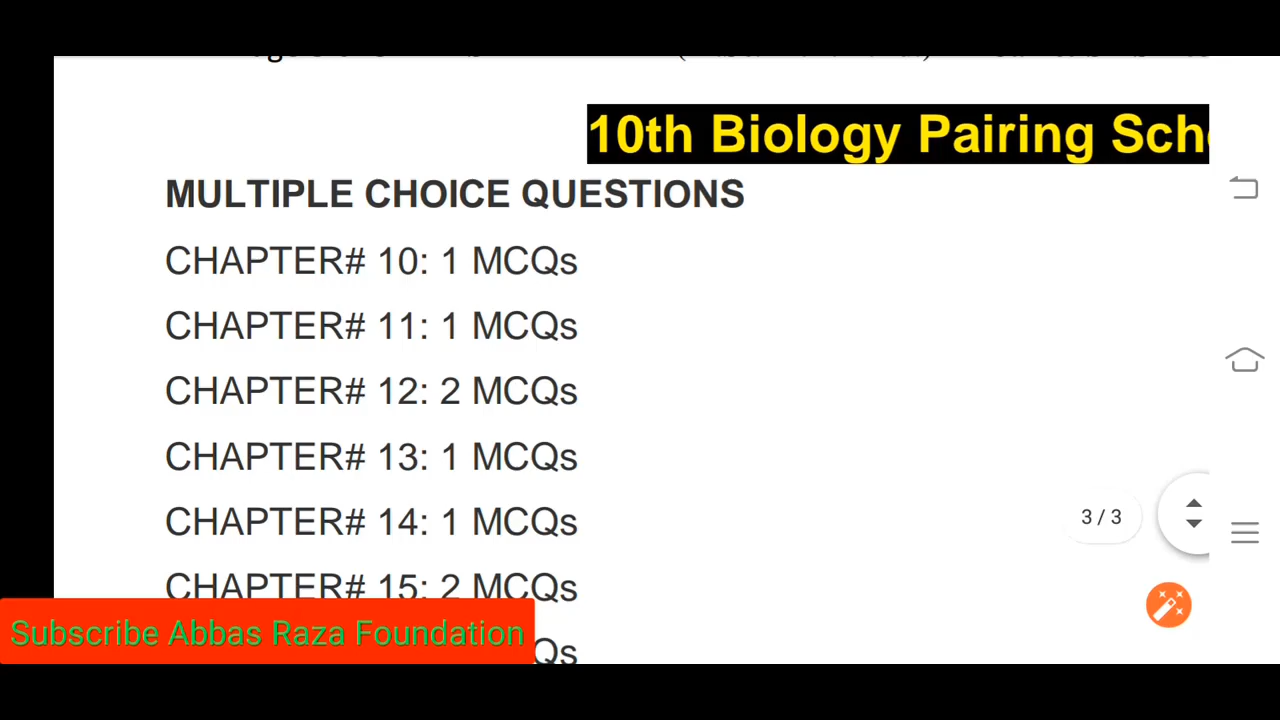 10th Biology Pairing
MULTIPLE CHOICE QUESTIONS
CHAPTER# 10: 1 MCQs
CHAPTER# 11: 1 MCQs
CHAPTER# 12: 2 MCQs
CHAPTER# 13: 1 MCQs
CHAPTER# 14: 1 MCQs
3 / 3
CHAPTER# 15: 2 MCQs
Subscribe Abbas Raza Foundation